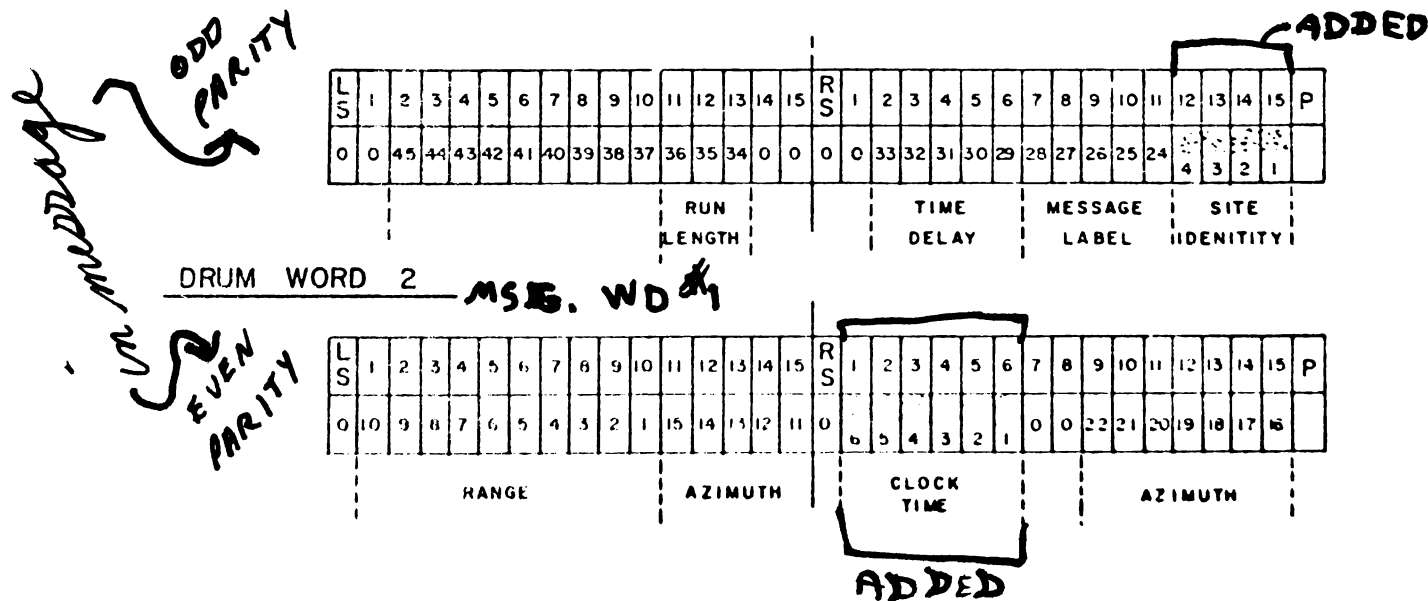 ADDED
ODD
PARITY
in message
L
S 1 2 3 4 5 6 7 8 9 10 11 12 13 14 15 R
S 1 2 3 4 5 6 7 8 9 10 11 12 13 14 15 P
0 0 45 44 43 42 41 40 39 38 37 36 35 34 0 0 0 0 33 32 31 30 29 28 27 26 25 24 4 3 2 1
RUN TIME MESSAGE SITE
LENGTH DELAY LABEL IDENITITY
DRUM WORD 2 MSG. WD #1
EVEN
PARITY
L
S 1 2 3 4 5 6 7 8 9 10 11 12 13 14 15 R
S 1 2 3 4 5 6 7 8 9 10 11 12 13 14 15 P
0 10 9 8 7 6 5 4 3 2 1 15 14 13 12 11 0 6 5 4 3 2 1 0 0 22 21 20 19 18 17 16
RANGE AZIMUTH CLOCK
TIME AZIMUTH
ADDED